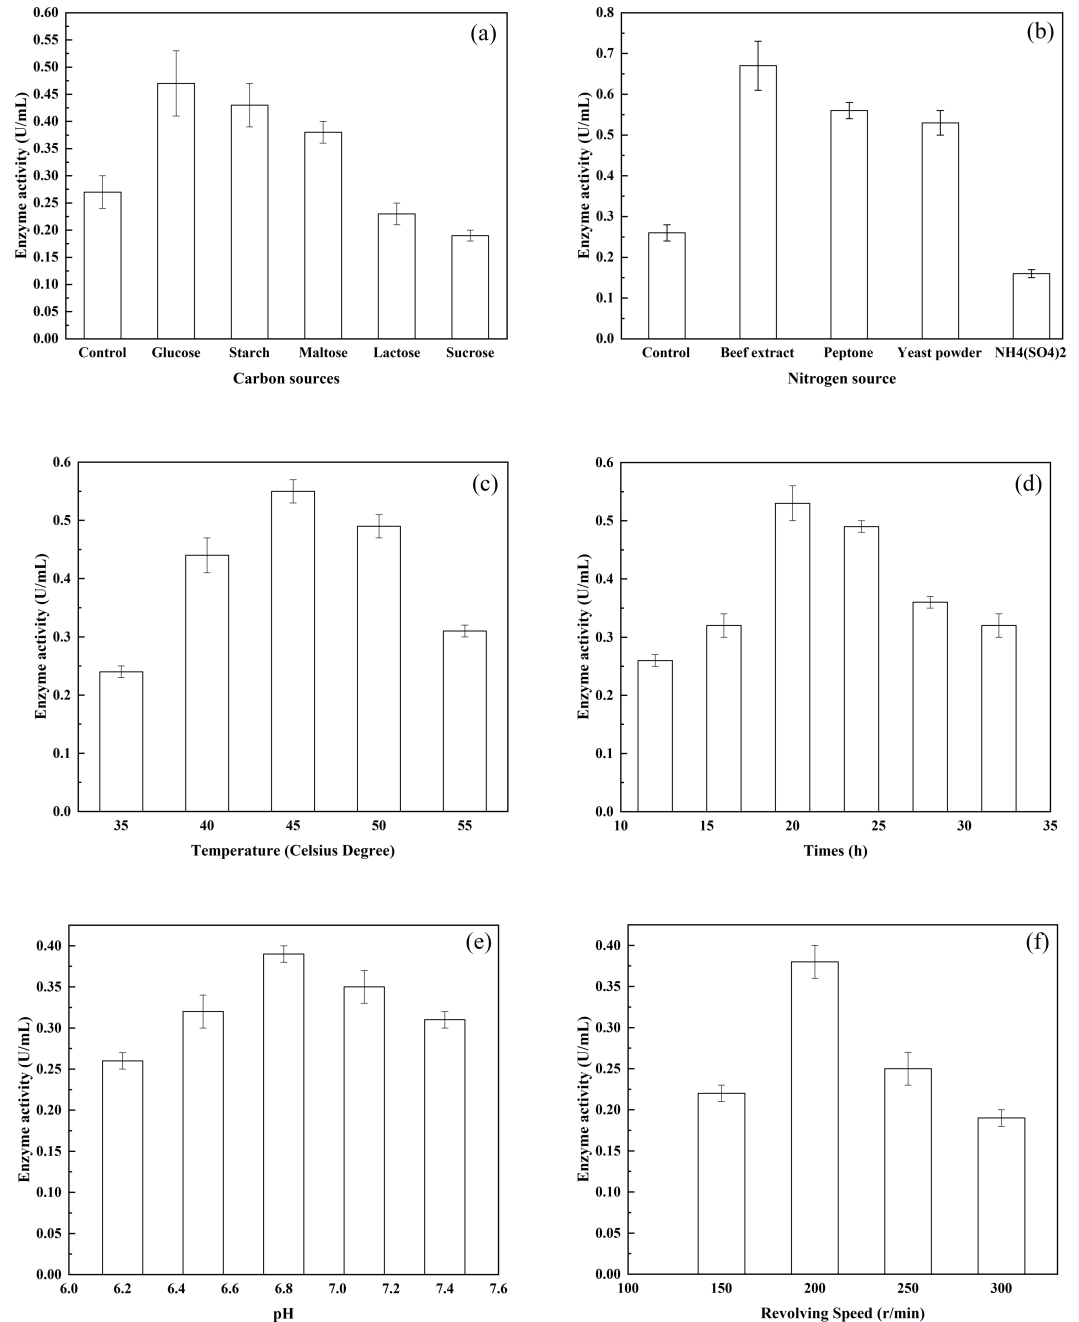 (a)
Enzyme activity (U/mL)
0.60
0.55
0.50
0.45
0.40
0.35
0.30
0.25
0.20
0.15
0.10
0.05
0.00
Control Glucose Starch Maltose Lactose Sucrose
Carbon sources
(b)
Enzyme activity (U/mL)
0.8
0.7
0.6
0.5
0.4
0.3
0.2
0.1
0.0
Control Beef extract Peptone Yeast powder NH4(SO4)2
Nitrogen source
(c)
Enzyme activity (U/mL)
0.6
0.5
0.4
0.3
0.2
0.1
0.0
35 40 45 50 55
Temperature (Celsius Degree)
(d)
Enzyme activity (U/mL)
0.6
0.5
0.4
0.3
0.2
0.1
0.0
10 15 20 25 30 35
Times (h)
(e)
Enzyme activity (U/mL)
0.40
0.35
0.30
0.25
0.20
0.15
0.10
0.05
0.00
6.0 6.2 6.4 6.6 6.8 7.0 7.2 7.4 7.6
pH
(f)
Enzyme activity (U/mL)
0.40
0.35
0.30
0.25
0.20
0.15
0.10
0.05
0.00
100 150 200 250 300
Revolving Speed (r/min)